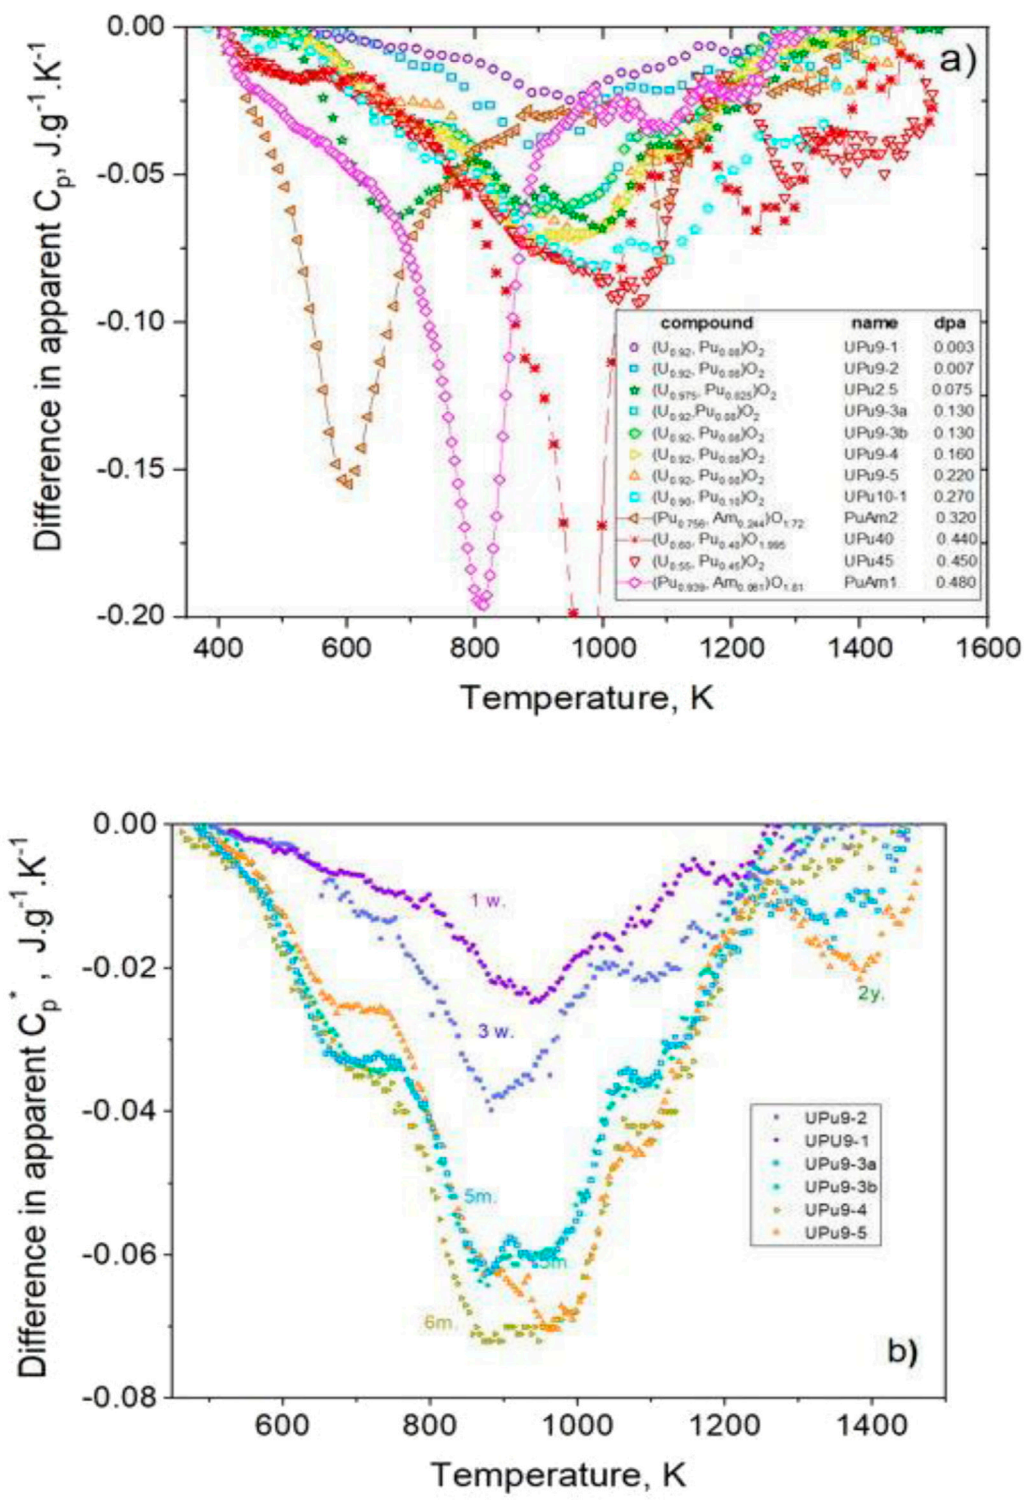 a)
Difference in apparent Cp, J.g-1.K-1
0.00
-0.05
-0.10
-0.15
-0.20
compound name dpa
(U0.92, Pu0.08)O2 UPu9-1 0.003
(U0.92, Pu0.08)O2 UPu9-2 0.007
(U0.975, Pu0.025)O2 UPu2.5 0.075
(U0.92,Pu0.08)O2 UPu9-3a 0.130
(U0.92, Pu0.08)O2 UPu9-3b 0.130
(U0.92, Pu0.08)O2 UPu9-4 0.160
(U0.92, Pu0.08)O2 UPu9-5 0.220
(U0.90, Pu0.10)O2 UPu10-1 0.270
(Pu0.756, Am0.244)O1.72 PuAm2 0.320
(U0.60, Pu0.40)O1.995 UPu40 0.440
(U0.55, Pu0.45)O2 UPu45 0.450
(Pu0.939, Am0.061)O1.81 PuAm1 0.480
400 600 800 1000 1200 1400 1600
Temperature, K
Difference in apparent Cp* , J.g-1.K-1
0.00
-0.02
-0.04
-0.06
-0.08
1 w.
3 w.
2y.
5m.
5m.
6m.
UPu9-2
UPU9-1
UPu9-3a
UPu9-3b
UPu9-4
UPu9-5
b)
600 800 1000 1200 1400
Temperature, K